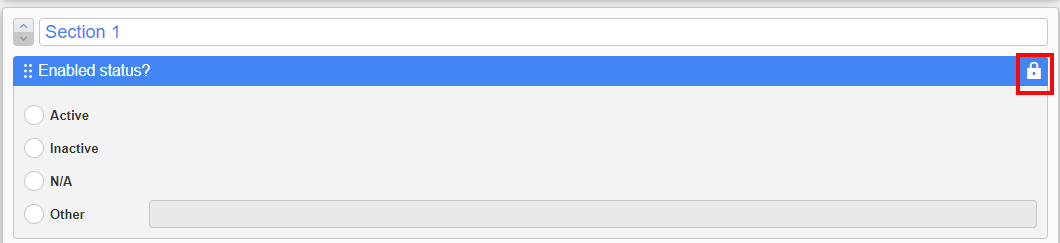 Section 1
Enabled status?
Active
Inactive
N/A
Other